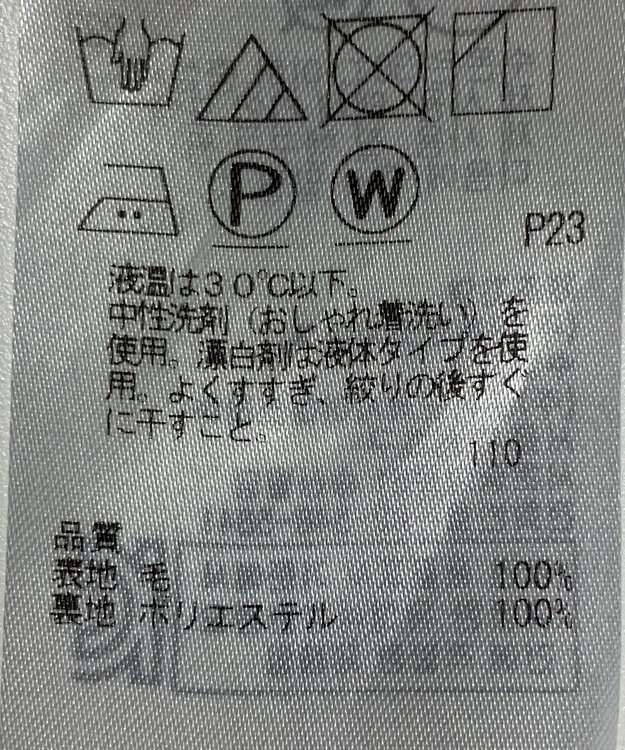 P W
P23
液温は30℃以下。
中性洗剤（おしゃれ着洗い）を
使用。漂白剤は液体タイプを使
用。よくすすぎ、絞りの後すぐ
に干すこと。
110
品質
表地 毛 100%
裏地 ポリエステル 100%